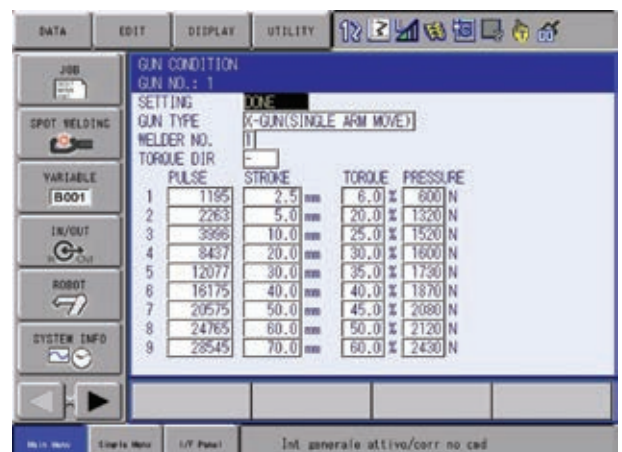 DATA EDIT DISPLAY UTILITY
JOB
SPOT WELDING
VARIABLE
B001
IN/OUT
In Out
ROBOT
SYSTEM INFO
GUN CONDITION
GUN NO.: 1
SETTING DONE
GUN TYPE X-GUN(SINGLE ARM MOVE)
WELDER NO. 1
TORQUE DIR -
PULSE STROKE TORQUE PRESSURE
1 1195 2.5 mm 6.0 % 600 N
2 2263 5.0 mm 20.0 % 1320 N
3 3996 10.0 mm 25.0 % 1520 N
4 8437 20.0 mm 30.0 % 1600 N
5 12077 30.0 mm 35.0 % 1730 N
6 16175 40.0 mm 40.0 % 1870 N
7 20575 50.0 mm 45.0 % 2080 N
8 24765 60.0 mm 50.0 % 2120 N
9 28545 70.0 mm 60.0 % 2430 N
Main Menu Simple Menu I/F Panel Int generale attivo/corr no cmd